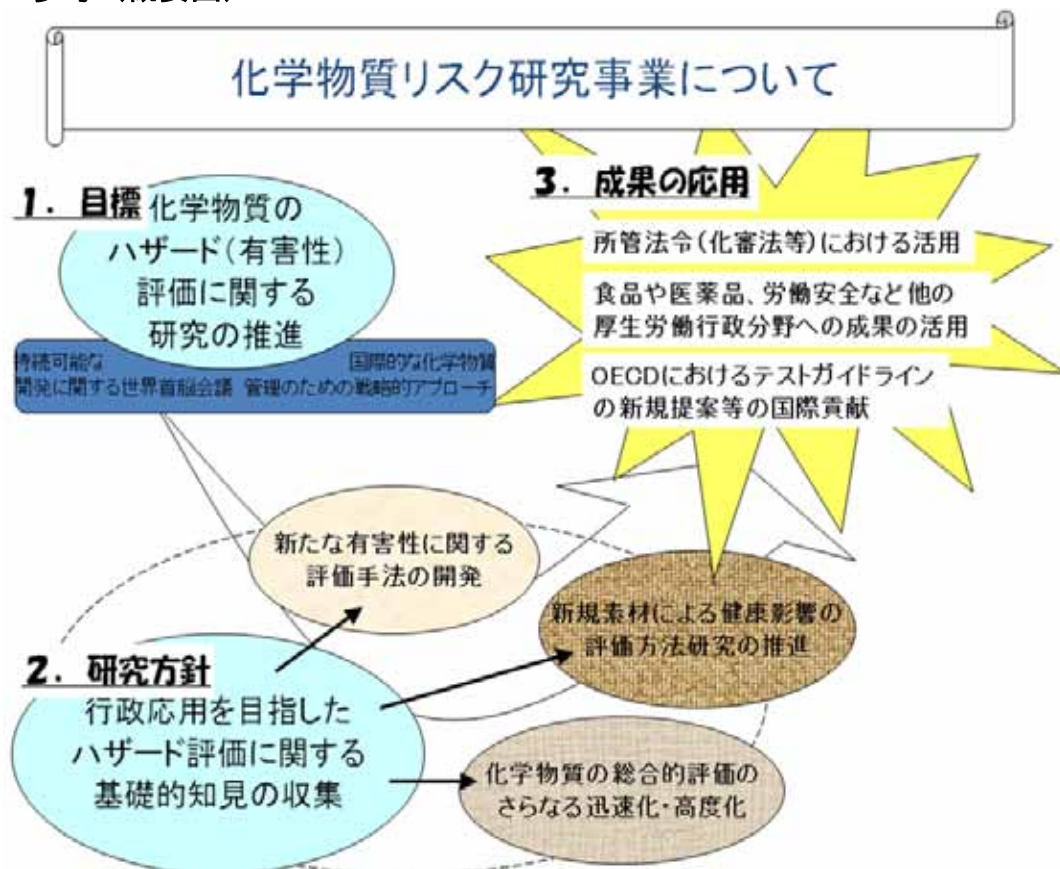 化学物質リスク研究事業について
1. 目標
化学物質の
ハザード(有害性)
評価に関する
研究の推進
持続可能な
開発に関する世界首脳会議
国際的な化学物質
管理のための戦略的アプローチ
3. 成果の応用
所管法令(化審法等)における活用
食品や医薬品、労働安全など他の
厚生労働行政分野への成果の活用
OECDにおけるテストガイドライン
の新規提案等の国際貢献
新たな有害性に関する
評価手法の開発
新規素材による健康影響の
評価方法研究の推進
2. 研究方針
行政応用を目指した
ハザード評価に関する
基礎的知見の収集
化学物質の総合的評価の
さらなる迅速化・高度化